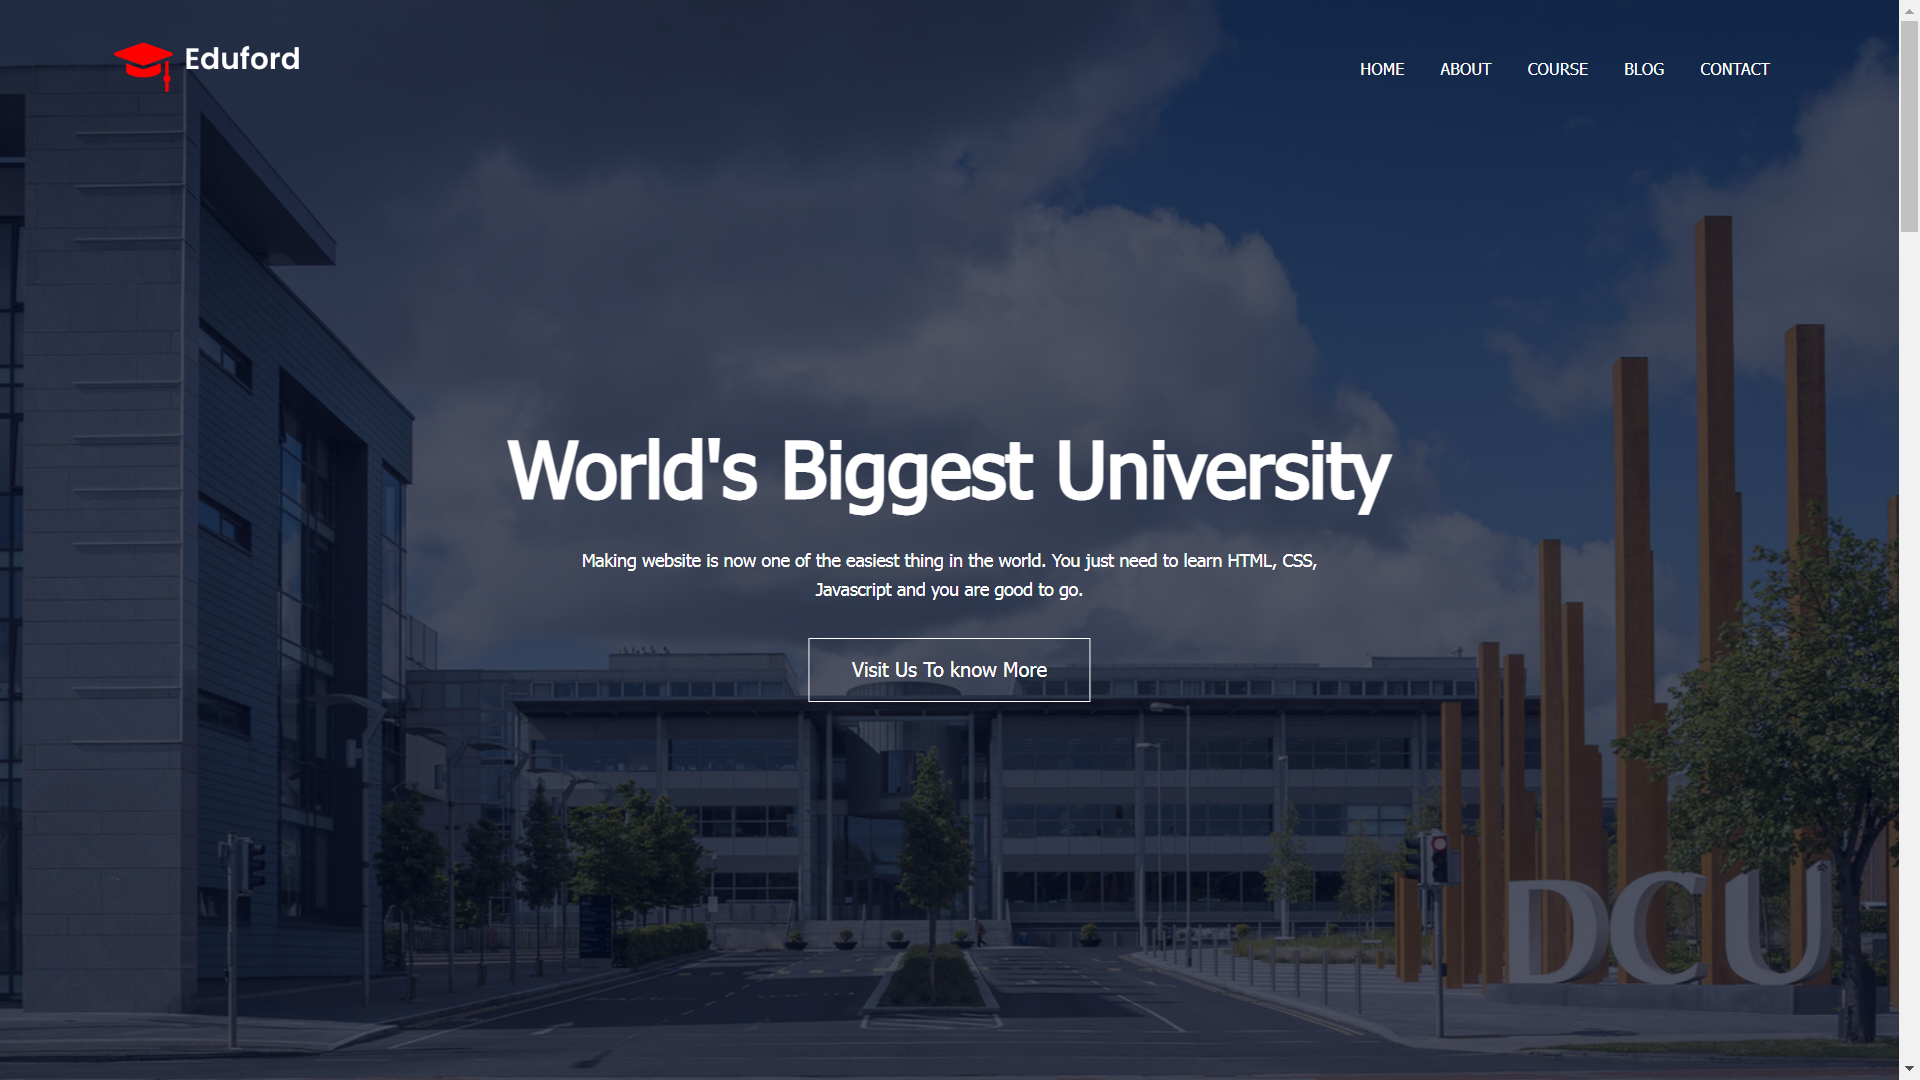 Eduford
HOME ABOUT COURSE BLOG CONTACT
World's Biggest University
Making website is now one of the easiest thing in the world. You just need to learn HTML, CSS,
Javascript and you are good to go.
Visit Us To know More
DCU